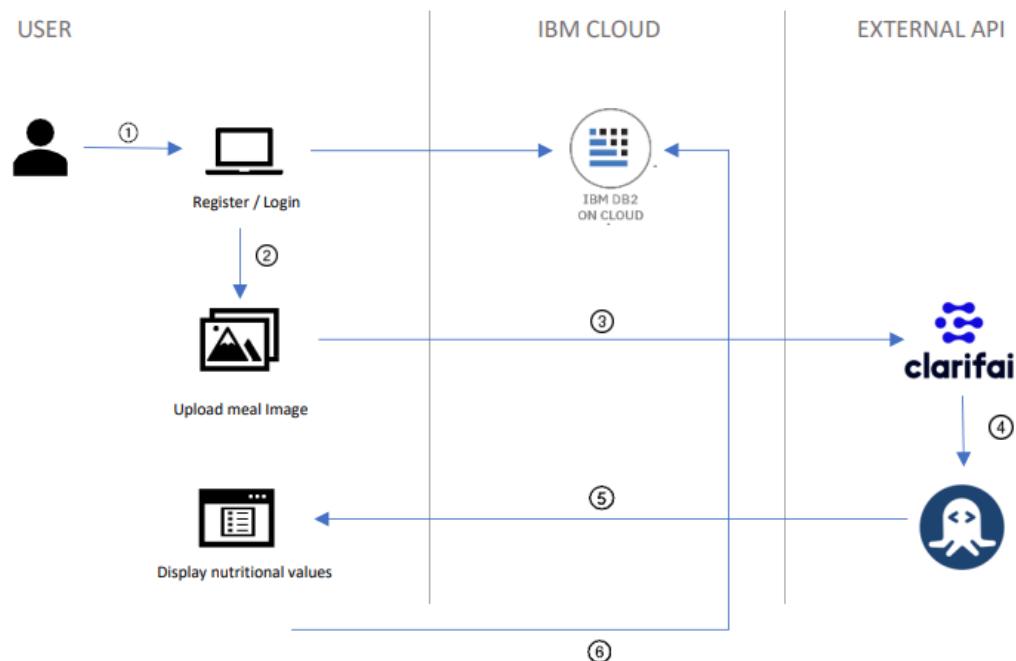 USER
IBM CLOUD
EXTERNAL API
①
Register / Login
IBM DB2
ON CLOUD
②
③
clarifai
Upload meal Image
④
⑤
< >
Display nutritional values
⑥